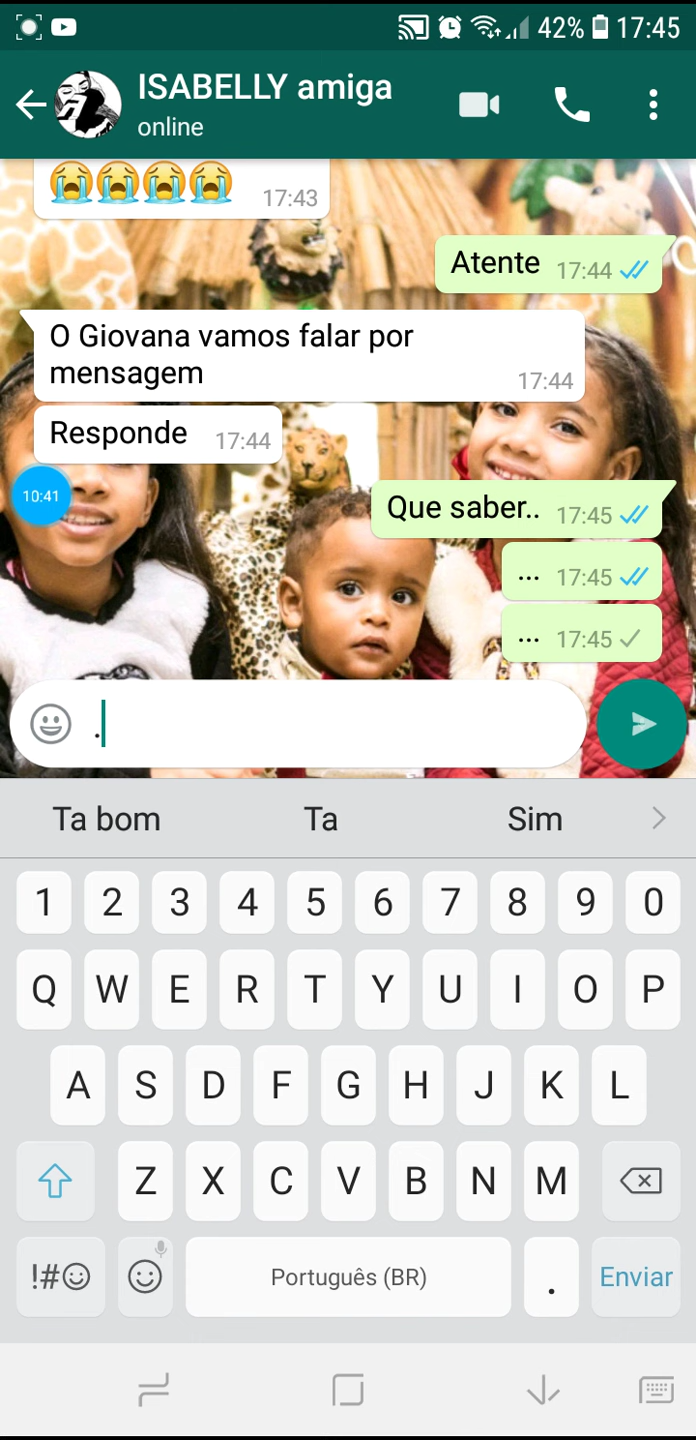 42% 17:45
ISABELLY amiga
online
😭😭😭😭 17:43
Atente 17:44
O Giovana vamos falar por
mensagem 17:44
Responde 17:44
10:41
Que saber.. 17:45
... 17:45
... 17:45
.
Ta bom Ta Sim
1 2 3 4 5 6 7 8 9 0
Q W E R T Y U I O P
A S D F G H J K L
Z X C V B N M
!#☺ Português (BR) . Enviar